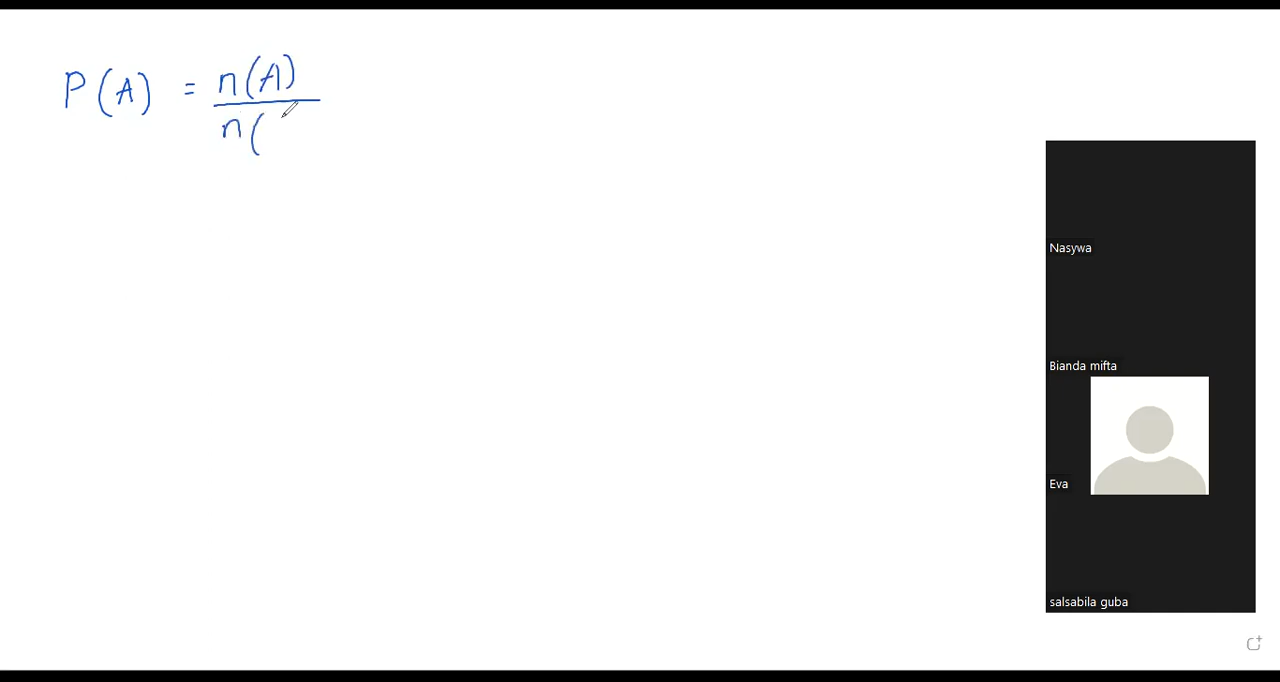 P(A) = n(A)
n(
Nasywa
Bianda mifta
Eva
salsabila guba